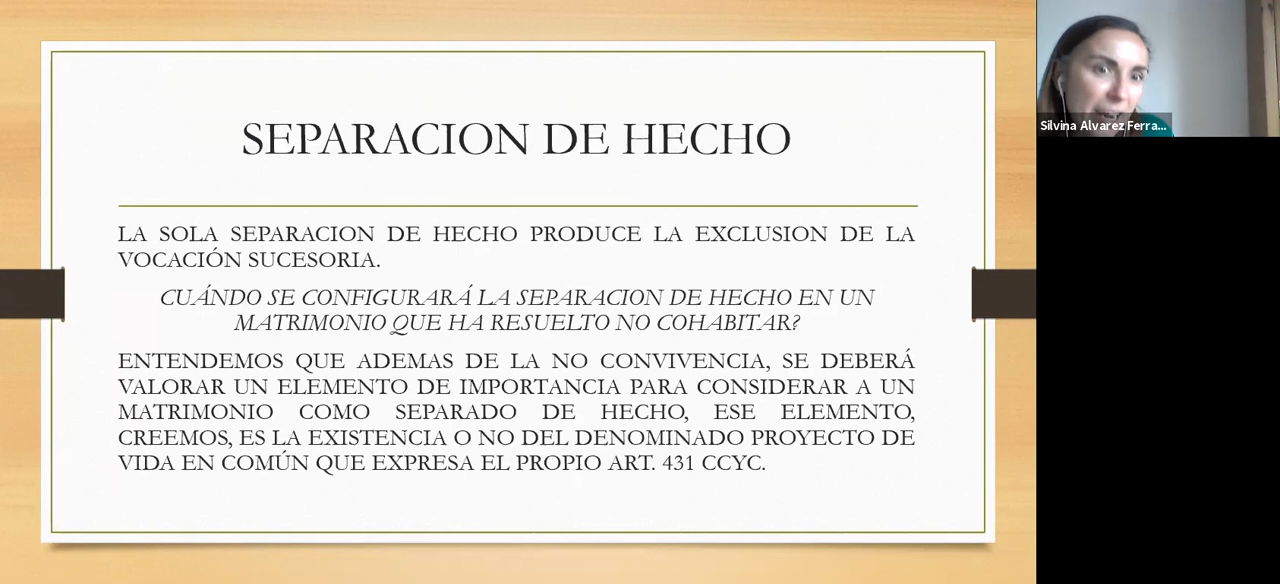 SEPARACION DE HECHO
LA SOLA SEPARACION DE HECHO PRODUCE LA EXCLUSION DE LA
VOCACIÓN SUCESORIA.
CUÁNDO SE CONFIGURARÁ LA SEPARACION DE HECHO EN UN
MATRIMONIO QUE HA RESUELTO NO COHABITAR?
ENTENDEMOS QUE ADEMAS DE LA NO CONVIVENCIA, SE DEBERÁ
VALORAR UN ELEMENTO DE IMPORTANCIA PARA CONSIDERAR A UN
MATRIMONIO COMO SEPARADO DE HECHO, ESE ELEMENTO,
CREEMOS, ES LA EXISTENCIA O NO DEL DENOMINADO PROYECTO DE
VIDA EN COMÚN QUE EXPRESA EL PROPIO ART. 431 CCYC.
Silvina Alvarez Ferra...